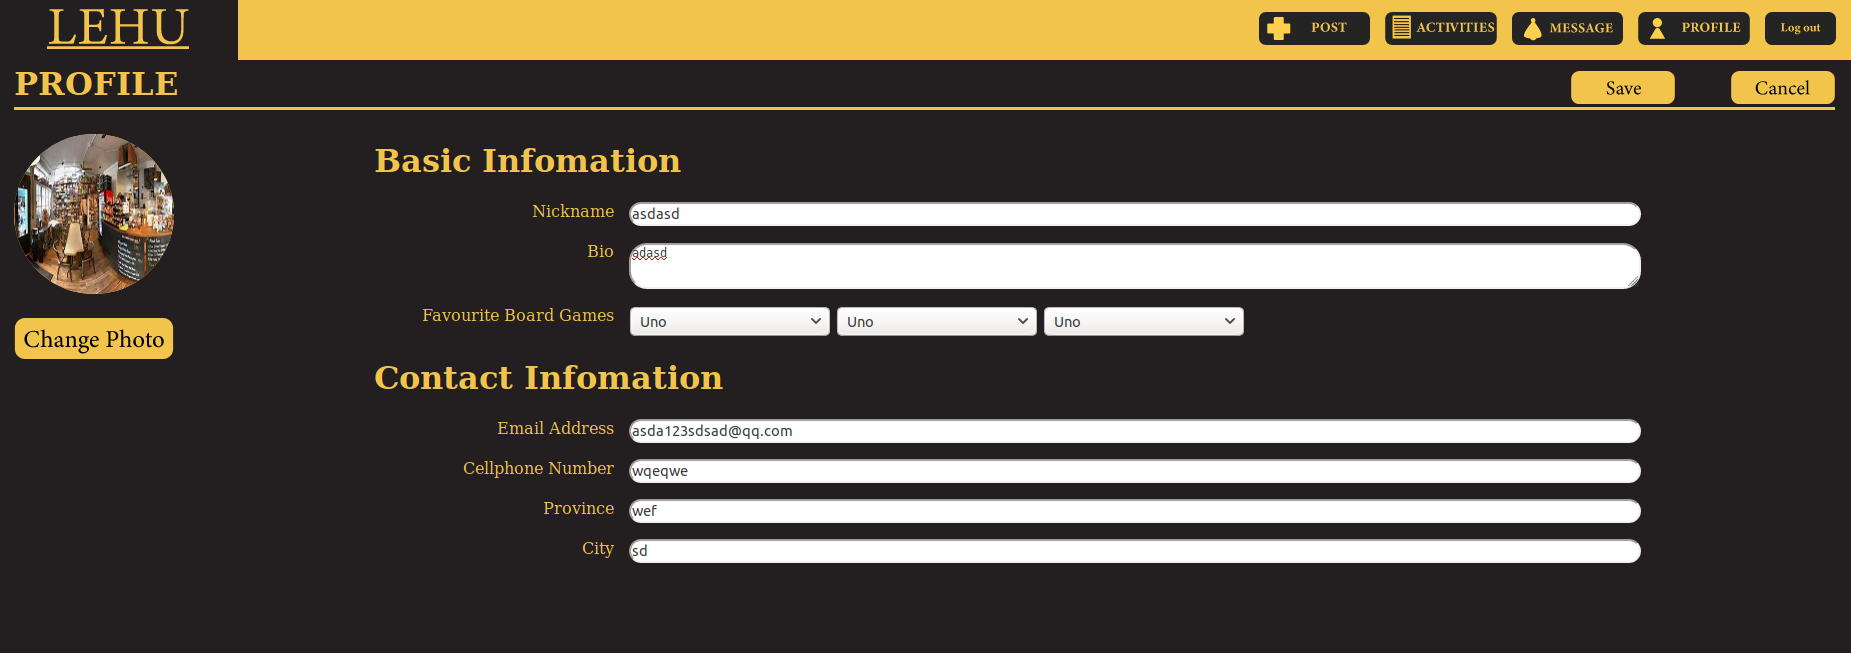 LEHU
POST ACTIVITIES MESSAGE PROFILE Log out
PROFILE
Save Cancel
Change Photo
Basic Infomation
Nickname asdasd
Bio adasd
Favourite Board Games Uno Uno Uno
Contact Infomation
Email Address asda123sdsad@qq.com
Cellphone Number wqeqwe
Province wef
City sd